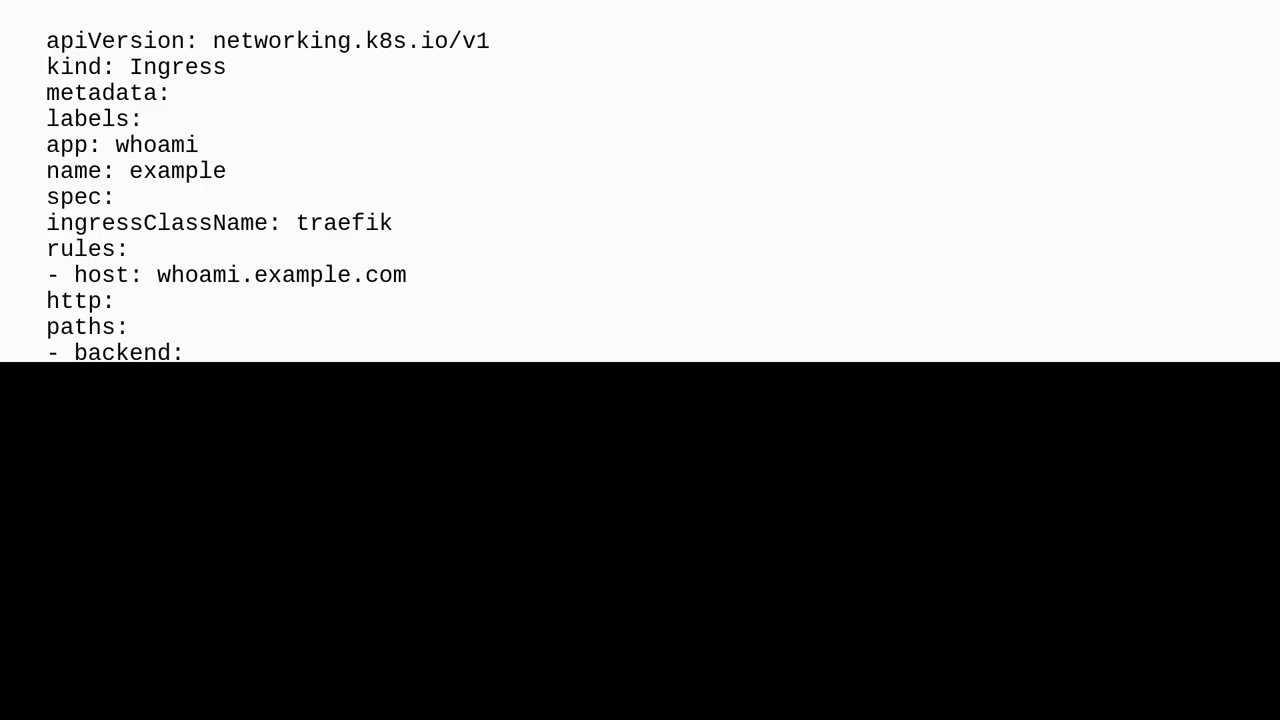 apiVersion: networking.k8s.io/v1
kind: Ingress
metadata:
labels:
app: whoami
name: example
spec:
ingressClassName: traefik
rules:
- host: whoami.example.com
http:
paths:
- backend: